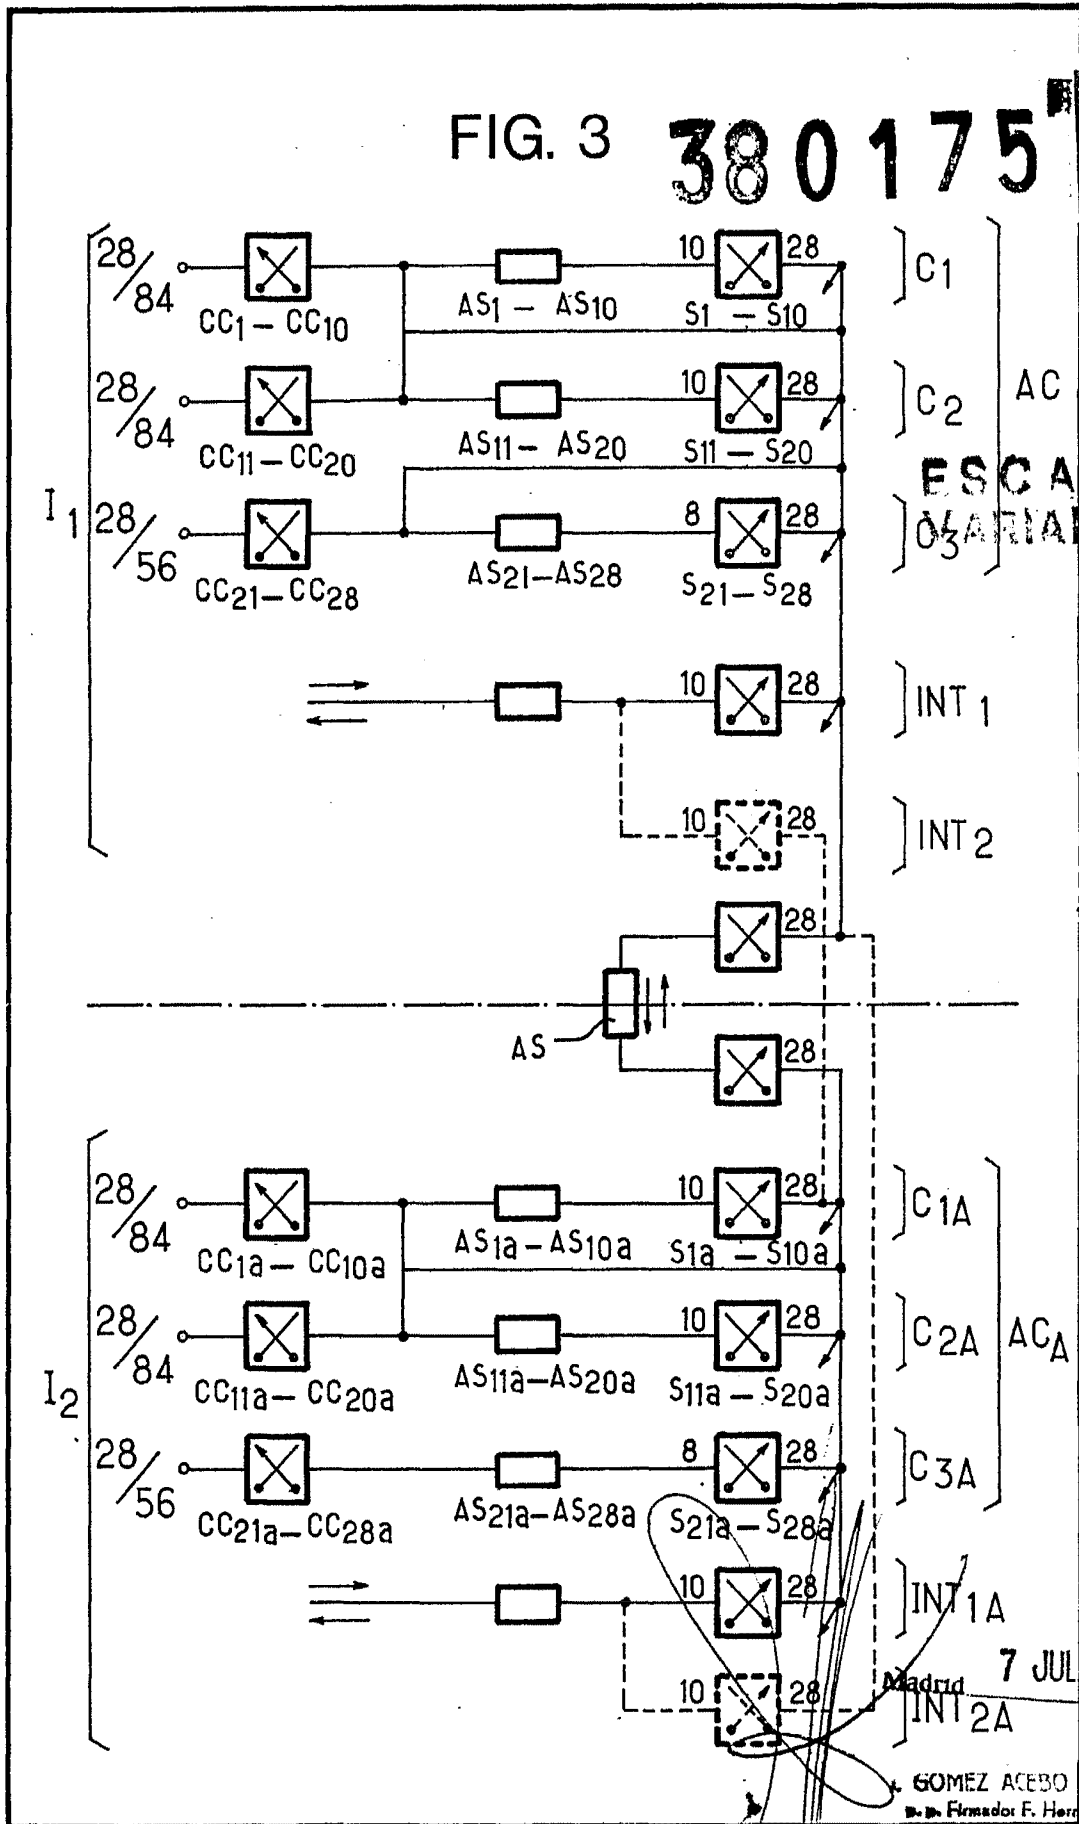 FIG. 3 380175
28/84 10 28 C1
CC1 – CC10 AS1 – AS10 S1 – S10
28/84 10 28 C2 AC
CC11 – CC20 AS11 – AS20 S11 – S20
ESCA
I1 28/56 8 28 C3 VARIA
CC21 – CC28 AS21 – AS28 S21 – S28
10 28 INT1
10 28 INT2
28
AS
28
28/84 10 28 C1A
CC1a – CC10a AS1a – AS10a S1a – S10a
28/84 10 28 C2A ACA
CC11a – CC20a AS11a – AS20a S11a – S20a
I2
28/56 8 28 C3A
CC21a – CC28a AS21a – AS28a S21a – S28a
10 28 INT1A
Madrid 7 JUL
10 28 INT2A
GOMEZ ACEBO
p. p. Firmador F. Hern